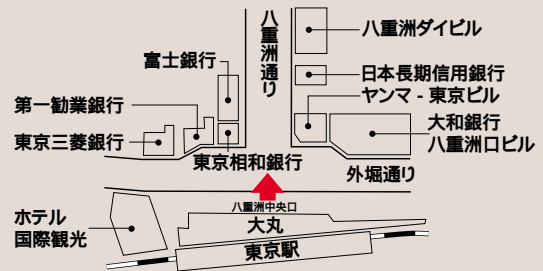 八重洲通り
八重洲ダイビル
富士銀行
日本長期信用銀行
第一勧業銀行
ヤンマ - 東京ビル
東京三菱銀行
大和銀行
八重洲口ビル
東京相和銀行
外堀通り
八重洲中央口
ホテル
国際観光
大丸
東京駅